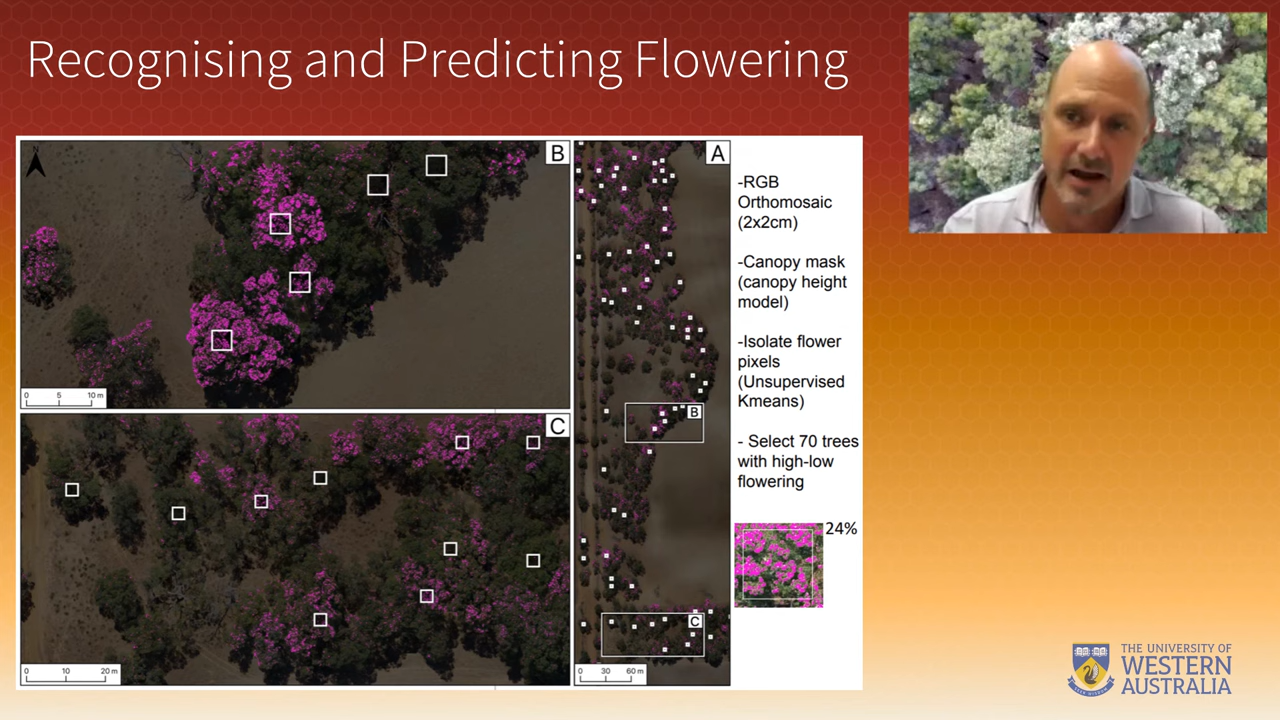 Recognising and Predicting Flowering
N
B
0 5 10 m
C
0 10 20 m
A
B
C
0 30 60 m
-RGB
Orthomosaic
(2x2cm)
-Canopy mask
(canopy height
model)
-Isolate flower
pixels
(Unsupervised
Kmeans)
- Select 70 trees
with high-low
flowering
24%
THE UNIVERSITY OF
WESTERN
AUSTRALIA